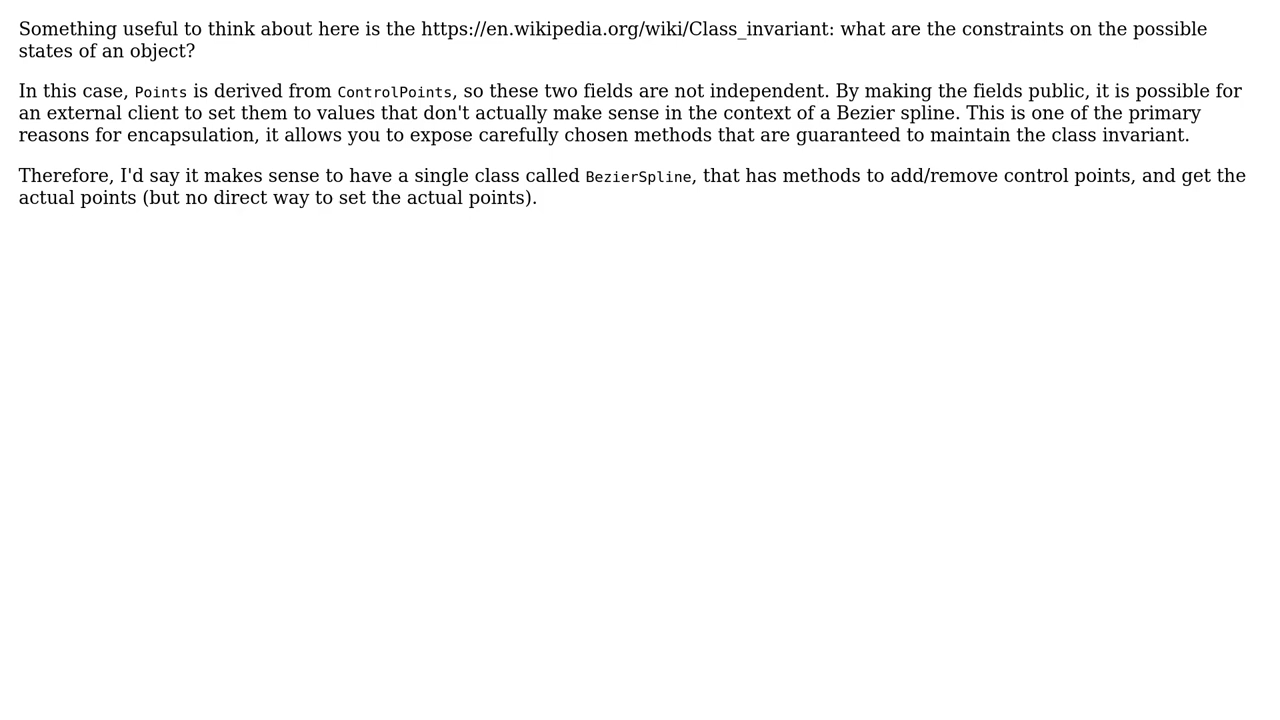 Something useful to think about here is the https://en.wikipedia.org/wiki/Class_invariant: what are the constraints on the possible
states of an object?
In this case, Points is derived from ControlPoints, so these two fields are not independent. By making the fields public, it is possible for
an external client to set them to values that don't actually make sense in the context of a Bezier spline. This is one of the primary
reasons for encapsulation, it allows you to expose carefully chosen methods that are guaranteed to maintain the class invariant.
Therefore, I'd say it makes sense to have a single class called BezierSpline, that has methods to add/remove control points, and get the
actual points (but no direct way to set the actual points).